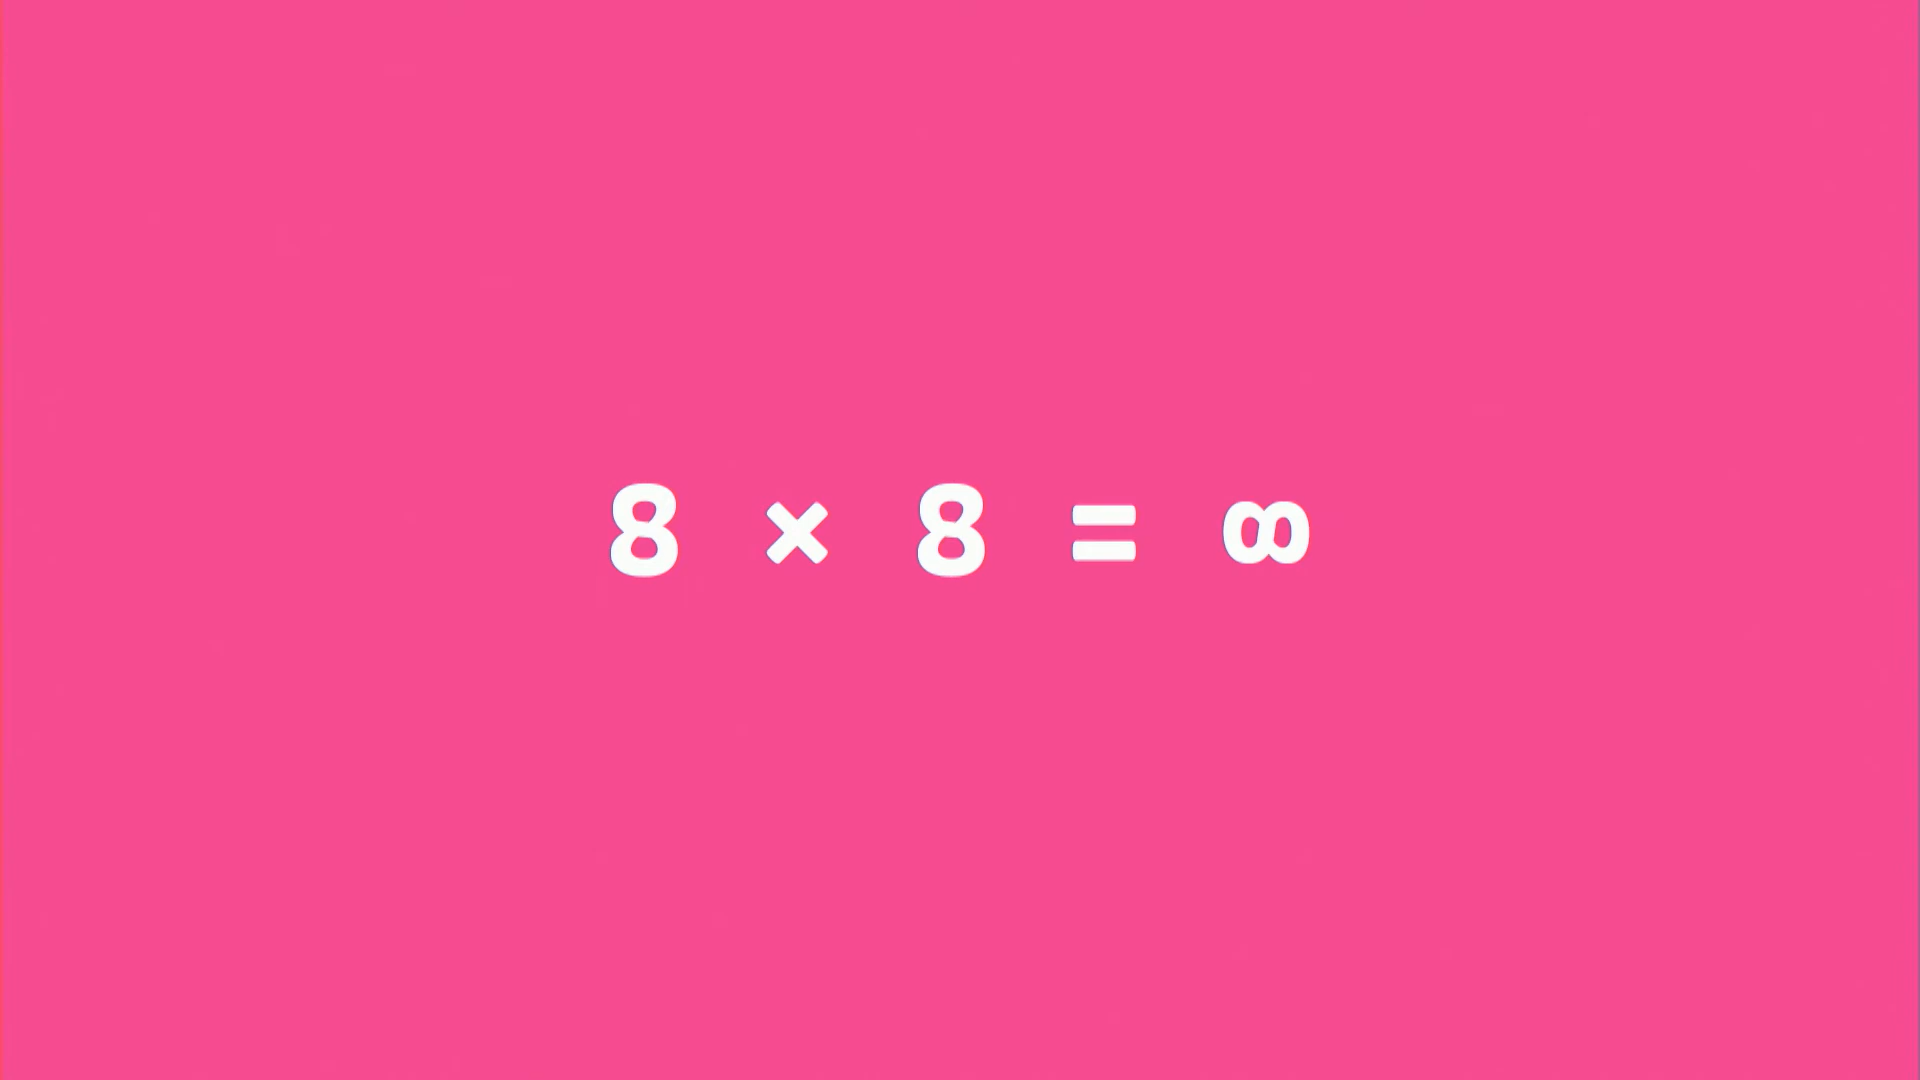 8 × 8 = ∞